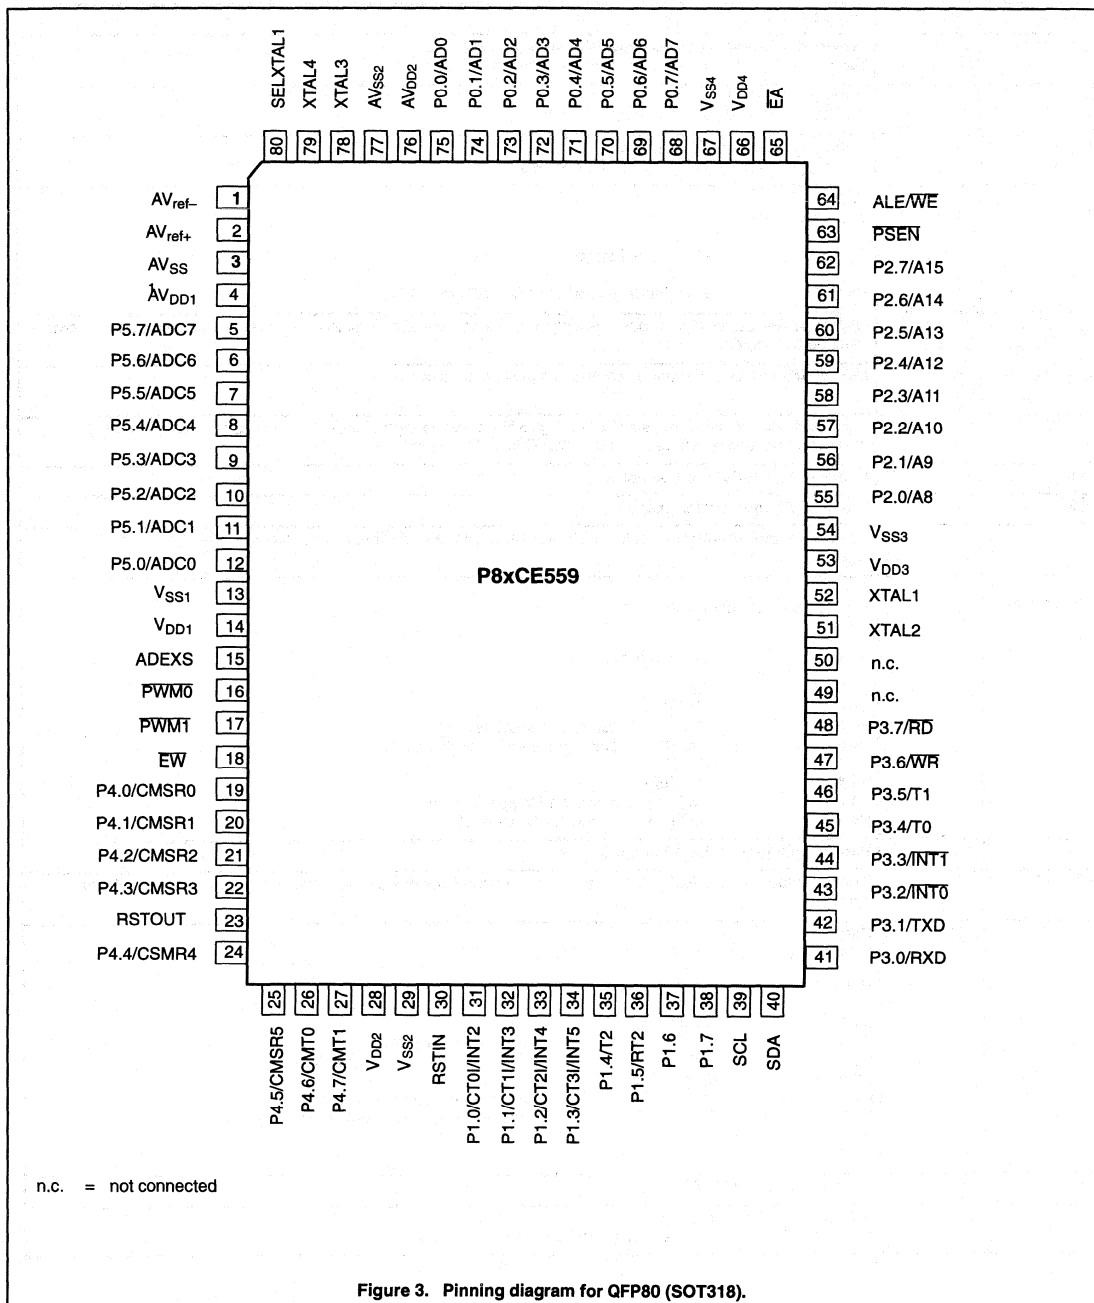 SELXTAL1
XTAL4
XTAL3
AVSS2
AVDD2
P0.0/AD0
P0.1/AD1
P0.2/AD2
P0.3/AD3
P0.4/AD4
P0.5/AD5
P0.6/AD6
P0.7/AD7
VSS4
VDD4
E̅A̅
80
79
78
77
76
75
74
73
72
71
70
69
68
67
66
65
AVref– 1
AVref+ 2
AVSS 3
AVDD1 4
P5.7/ADC7 5
P5.6/ADC6 6
P5.5/ADC5 7
P5.4/ADC4 8
P5.3/ADC3 9
P5.2/ADC2 10
P5.1/ADC1 11
P5.0/ADC0 12
VSS1 13
VDD1 14
ADEXS 15
P̅W̅M̅0̅ 16
P̅W̅M̅1̅ 17
E̅W̅ 18
P4.0/CMSR0 19
P4.1/CMSR1 20
P4.2/CMSR2 21
P4.3/CMSR3 22
RSTOUT 23
P4.4/CSMR4 24
P8xCE559
64 ALE/W̅E̅
63 P̅S̅E̅N̅
62 P2.7/A15
61 P2.6/A14
60 P2.5/A13
59 P2.4/A12
58 P2.3/A11
57 P2.2/A10
56 P2.1/A9
55 P2.0/A8
54 VSS3
53 VDD3
52 XTAL1
51 XTAL2
50 n.c.
49 n.c.
48 P3.7/R̅D̅
47 P3.6/W̅R̅
46 P3.5/T1
45 P3.4/T0
44 P3.3/I̅N̅T̅1̅
43 P3.2/I̅N̅T̅0̅
42 P3.1/TXD
41 P3.0/RXD
25
26
27
28
29
30
31
32
33
34
35
36
37
38
39
40
P4.5/CMSR5
P4.6/CMT0
P4.7/CMT1
VDD2
VSS2
RSTIN
P1.0/CT0I/INT2
P1.1/CT1I/INT3
P1.2/CT2I/INT4
P1.3/CT3I/INT5
P1.4/T2
P1.5/RT2
P1.6
P1.7
SCL
SDA
n.c. = not connected
Figure 3. Pinning diagram for QFP80 (SOT318).